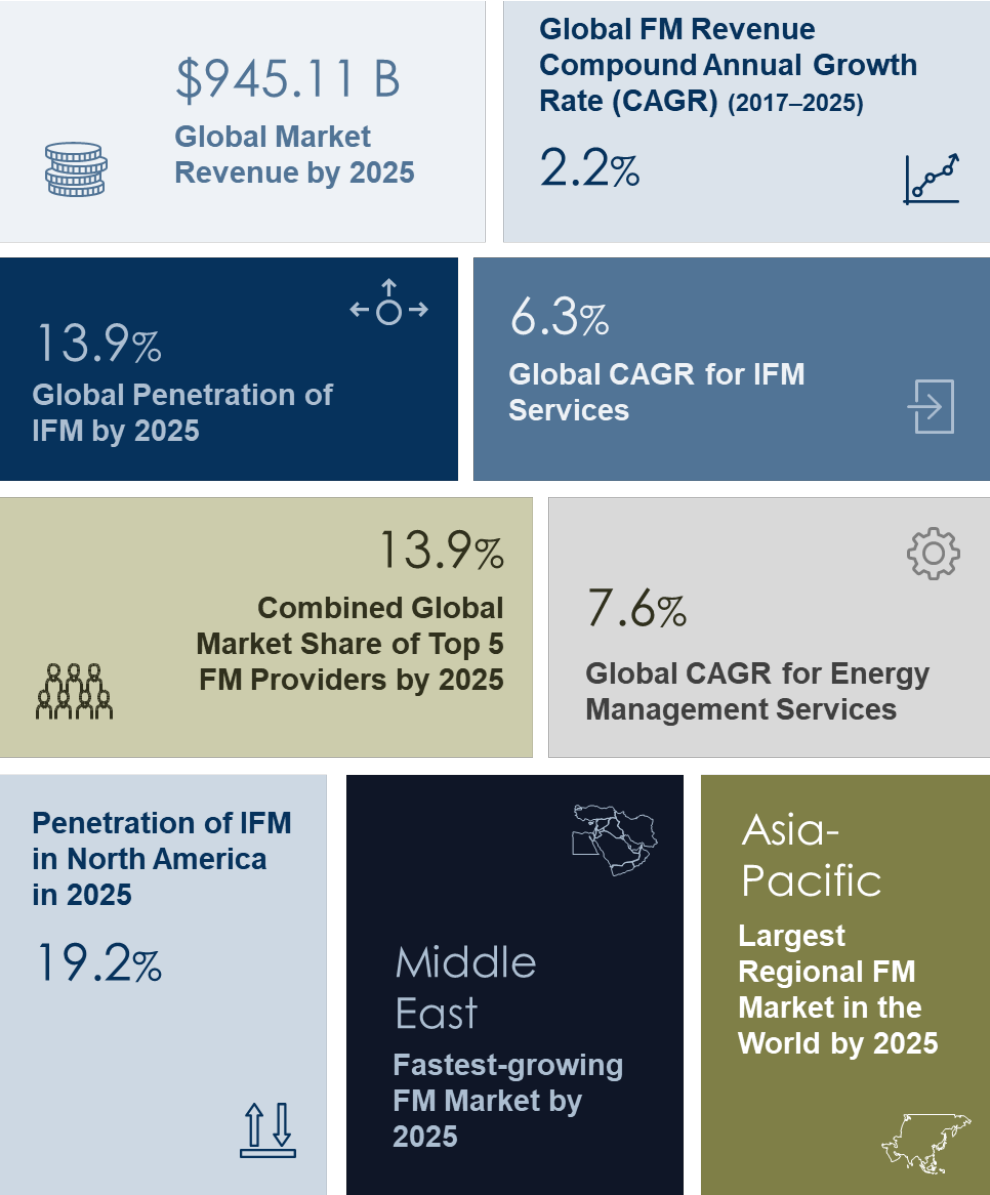 $945.11 B
Global Market
Revenue by 2025
Global FM Revenue
Compound Annual Growth
Rate (CAGR) (2017–2025)
2.2%
13.9%
Global Penetration of
IFM by 2025
6.3%
Global CAGR for IFM
Services
13.9%
Combined Global
Market Share of Top 5
FM Providers by 2025
7.6%
Global CAGR for Energy
Management Services
Penetration of IFM
in North America
in 2025
19.2%
Middle
East
Fastest-growing
FM Market by
2025
Asia-
Pacific
Largest
Regional FM
Market in the
World by 2025